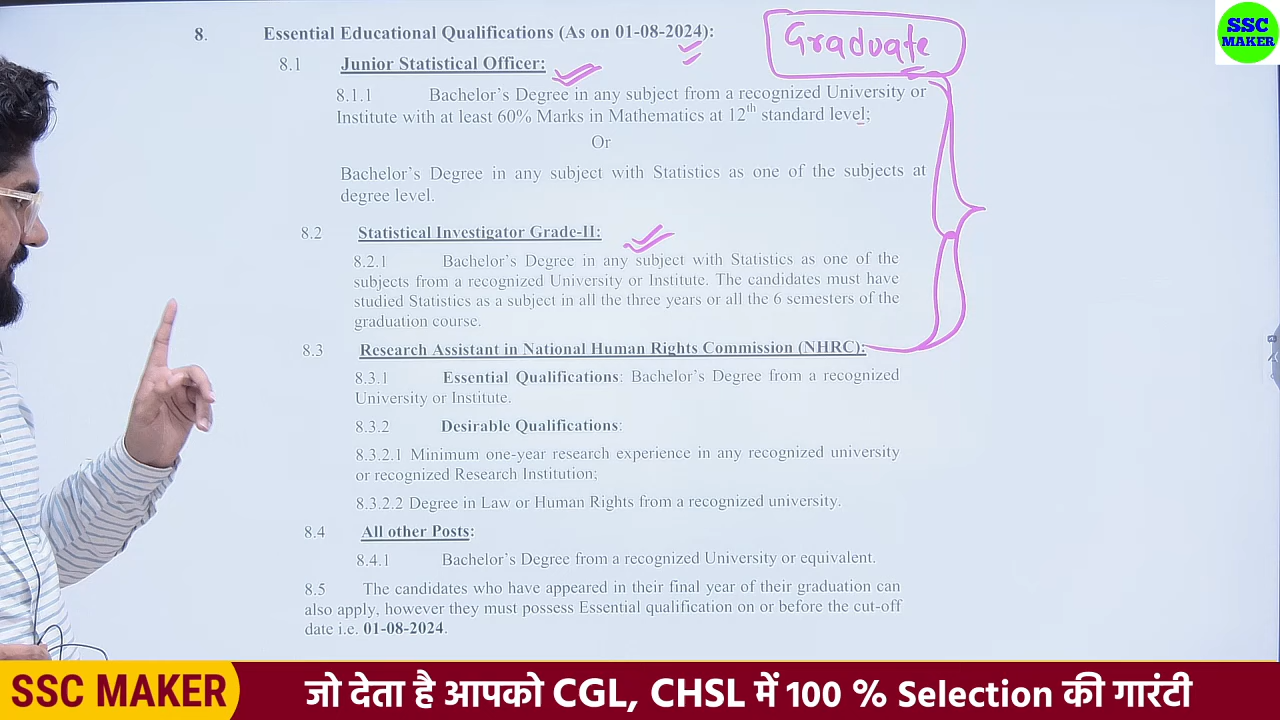 SSC
MAKER
Graduate
8. Essential Educational Qualifications (As on 01-08-2024):
8.1 Junior Statistical Officer:
8.1.1 Bachelor's Degree in any subject from a recognized University or
Institute with at least 60% Marks in Mathematics at 12th standard level;
Or
Bachelor's Degree in any subject with Statistics as one of the subjects at
degree level.
8.2 Statistical Investigator Grade-II:
8.2.1 Bachelor's Degree in any subject with Statistics as one of the
subjects from a recognized University or Institute. The candidates must have
studied Statistics as a subject in all the three years or all the 6 semesters of the
graduation course.
8.3 Research Assistant in National Human Rights Commission (NHRC):
8.3.1 Essential Qualifications: Bachelor's Degree from a recognized
University or Institute.
8.3.2 Desirable Qualifications:
8.3.2.1 Minimum one-year research experience in any recognized university
or recognized Research Institution;
8.3.2.2 Degree in Law or Human Rights from a recognized university.
8.4 All other Posts:
8.4.1 Bachelor's Degree from a recognized University or equivalent.
8.5 The candidates who have appeared in their final year of their graduation can
also apply, however they must possess Essential qualification on or before the cut-off
date i.e. 01-08-2024.
SSC MAKER जो देता है आपको CGL, CHSL में 100 % Selection की गारंटी